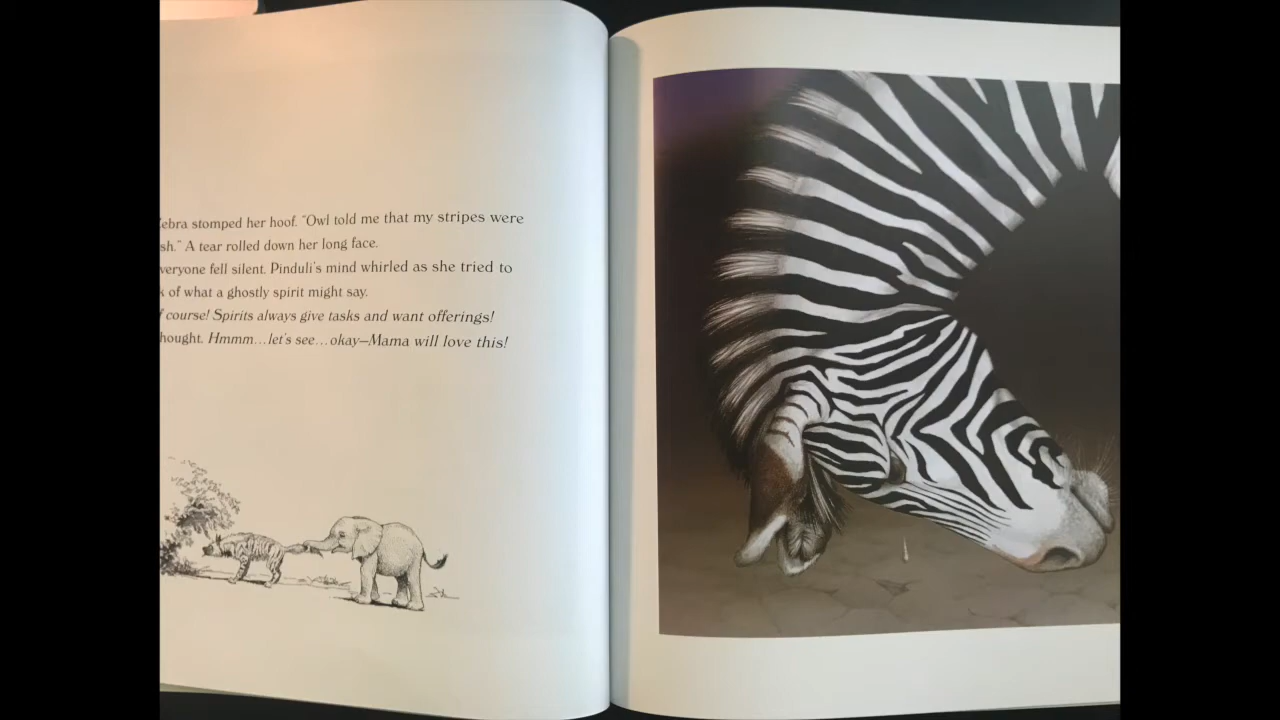 ebra stomped her hoof. "Owl told me that my stripes were
sh." A tear rolled down her long face.
veryone fell silent. Pinduli's mind whirled as she tried to
k of what a ghostly spirit might say.
f course! Spirits always give tasks and want offerings!
hought. Hmmm…let's see…okay—Mama will love this!